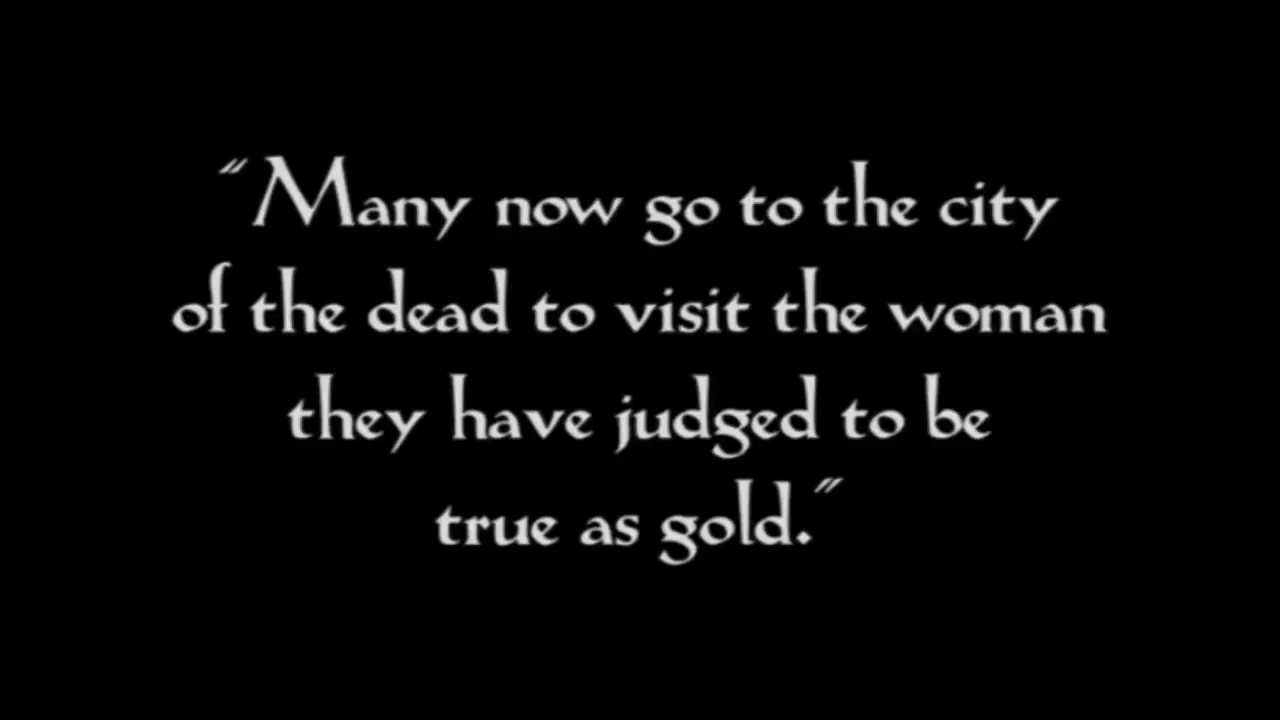 "Many now go to the city
of the dead to visit the woman
they have judged to be
true as gold."